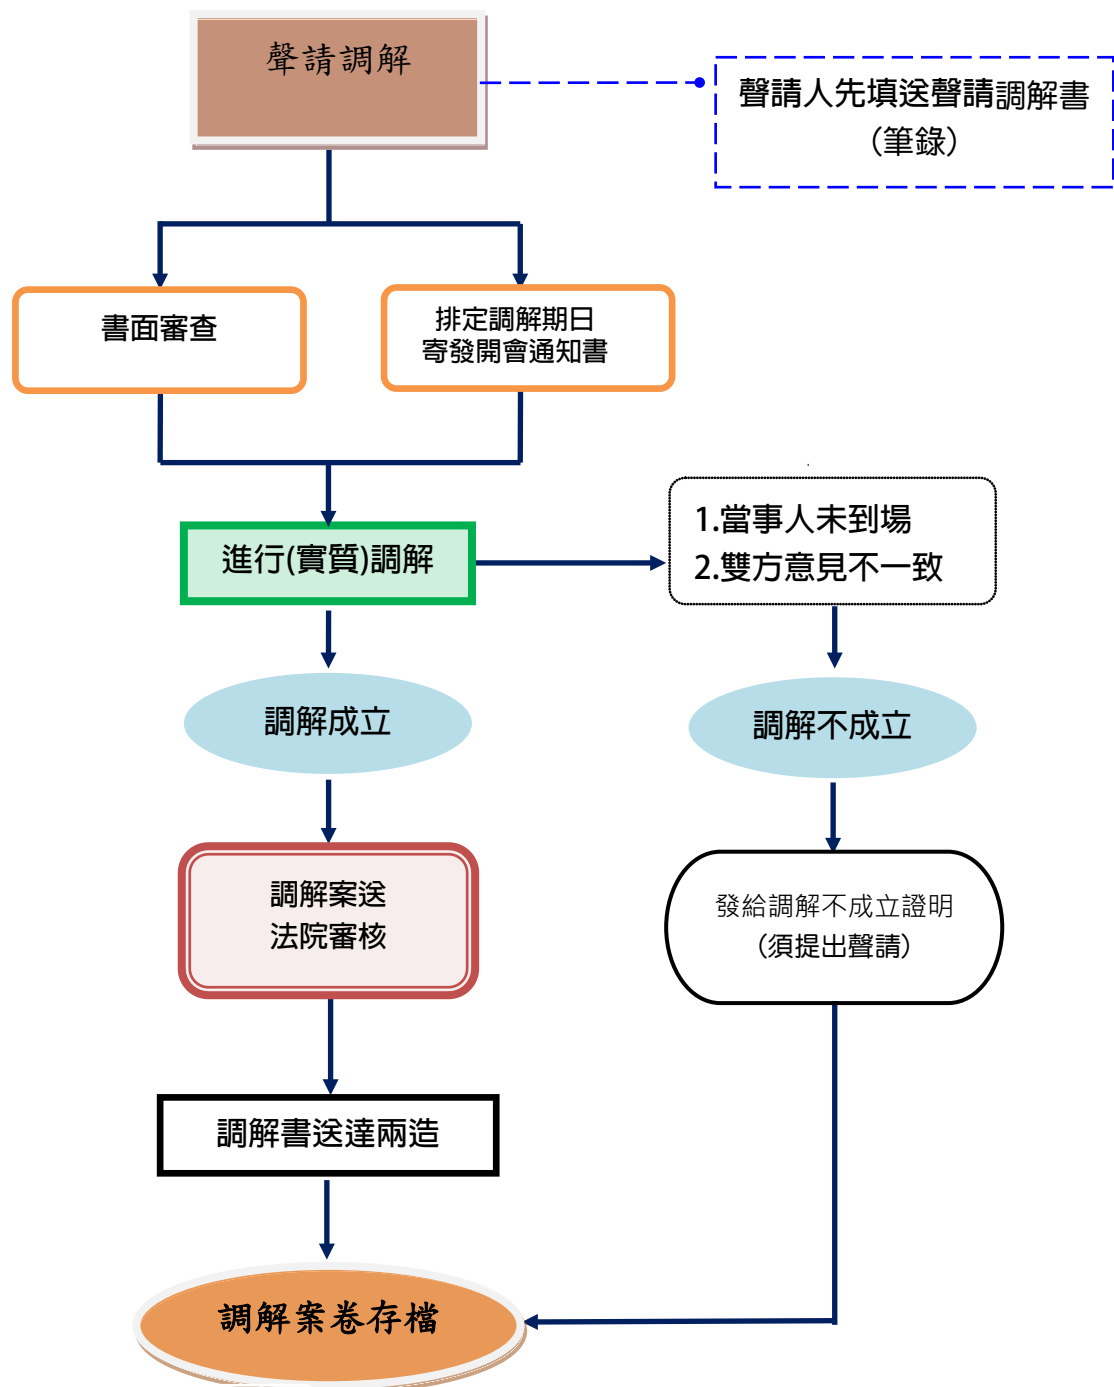 聲請調解
聲請人先填送聲請調解書
(筆錄)
書面審查
排定調解期日
寄發開會通知書
進行(實質)調解
1.當事人未到場
2.雙方意見不一致
調解成立
調解不成立
調解案送
法院審核
發給調解不成立證明
(須提出聲請)
調解書送達兩造
調解案卷存檔